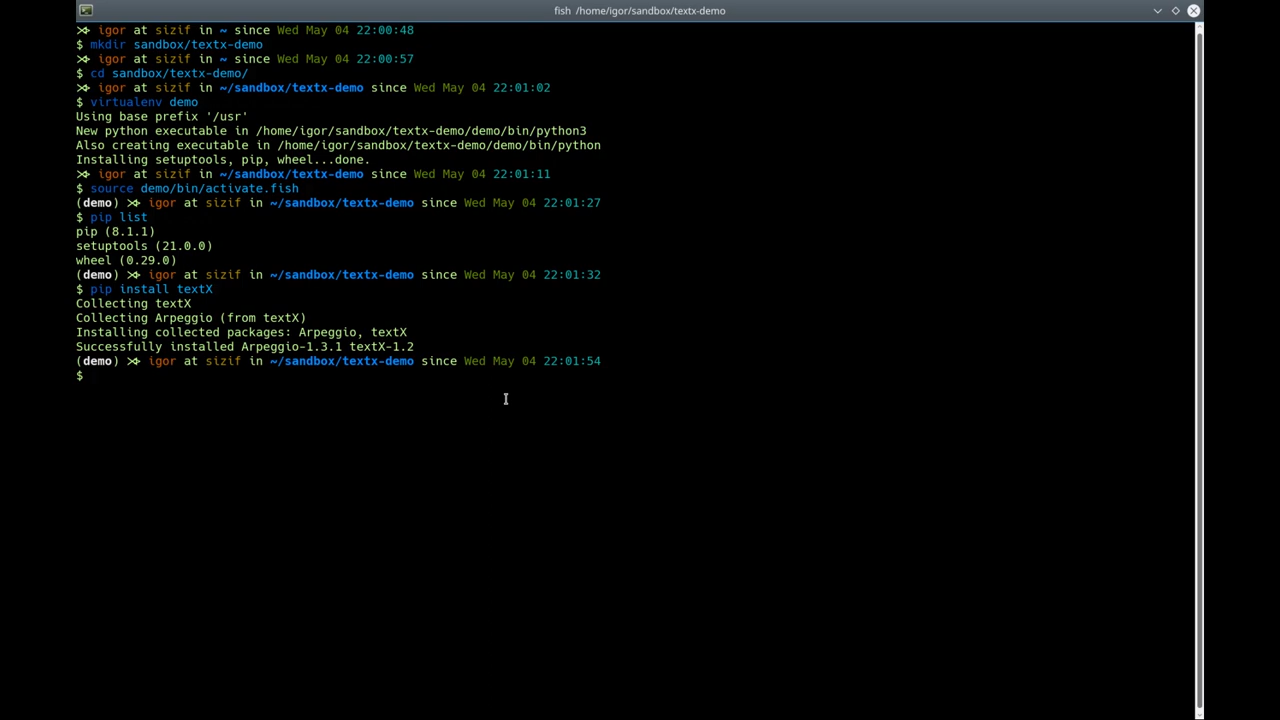 fish /home/igor/sandbox/textx-demo
igor at sizif in ~ since Wed May 04 22:00:48
$ mkdir sandbox/textx-demo
igor at sizif in ~ since Wed May 04 22:00:57
$ cd sandbox/textx-demo/
igor at sizif in ~/sandbox/textx-demo since Wed May 04 22:01:02
$ virtualenv demo
Using base prefix '/usr'
New python executable in /home/igor/sandbox/textx-demo/demo/bin/python3
Also creating executable in /home/igor/sandbox/textx-demo/demo/bin/python
Installing setuptools, pip, wheel...done.
igor at sizif in ~/sandbox/textx-demo since Wed May 04 22:01:11
$ source demo/bin/activate.fish
(demo) igor at sizif in ~/sandbox/textx-demo since Wed May 04 22:01:27
$ pip list
pip (8.1.1)
setuptools (21.0.0)
wheel (0.29.0)
(demo) igor at sizif in ~/sandbox/textx-demo since Wed May 04 22:01:32
$ pip install textX
Collecting textX
Collecting Arpeggio (from textX)
Installing collected packages: Arpeggio, textX
Successfully installed Arpeggio-1.3.1 textX-1.2
(demo) igor at sizif in ~/sandbox/textx-demo since Wed May 04 22:01:54
$